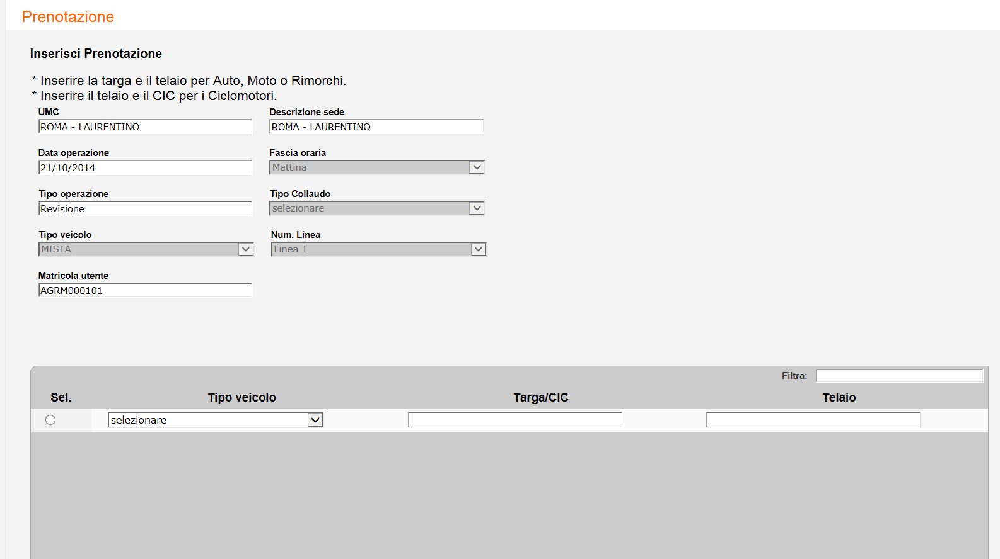 Prenotazione
Inserisci Prenotazione
* Inserire la targa e il telaio per Auto, Moto o Rimorchi.
* Inserire il telaio e il CIC per i Ciclomotori.
UMC Descrizione sede
ROMA - LAURENTINO ROMA - LAURENTINO
Data operazione Fascia oraria
21/10/2014 Mattina
Tipo operazione Tipo Collaudo
Revisione selezionare
Tipo veicolo Num. Linea
MISTA Linea 1
Matricola utente
AGRM000101
Filtra:
Sel. Tipo veicolo Targa/CIC Telaio
selezionare